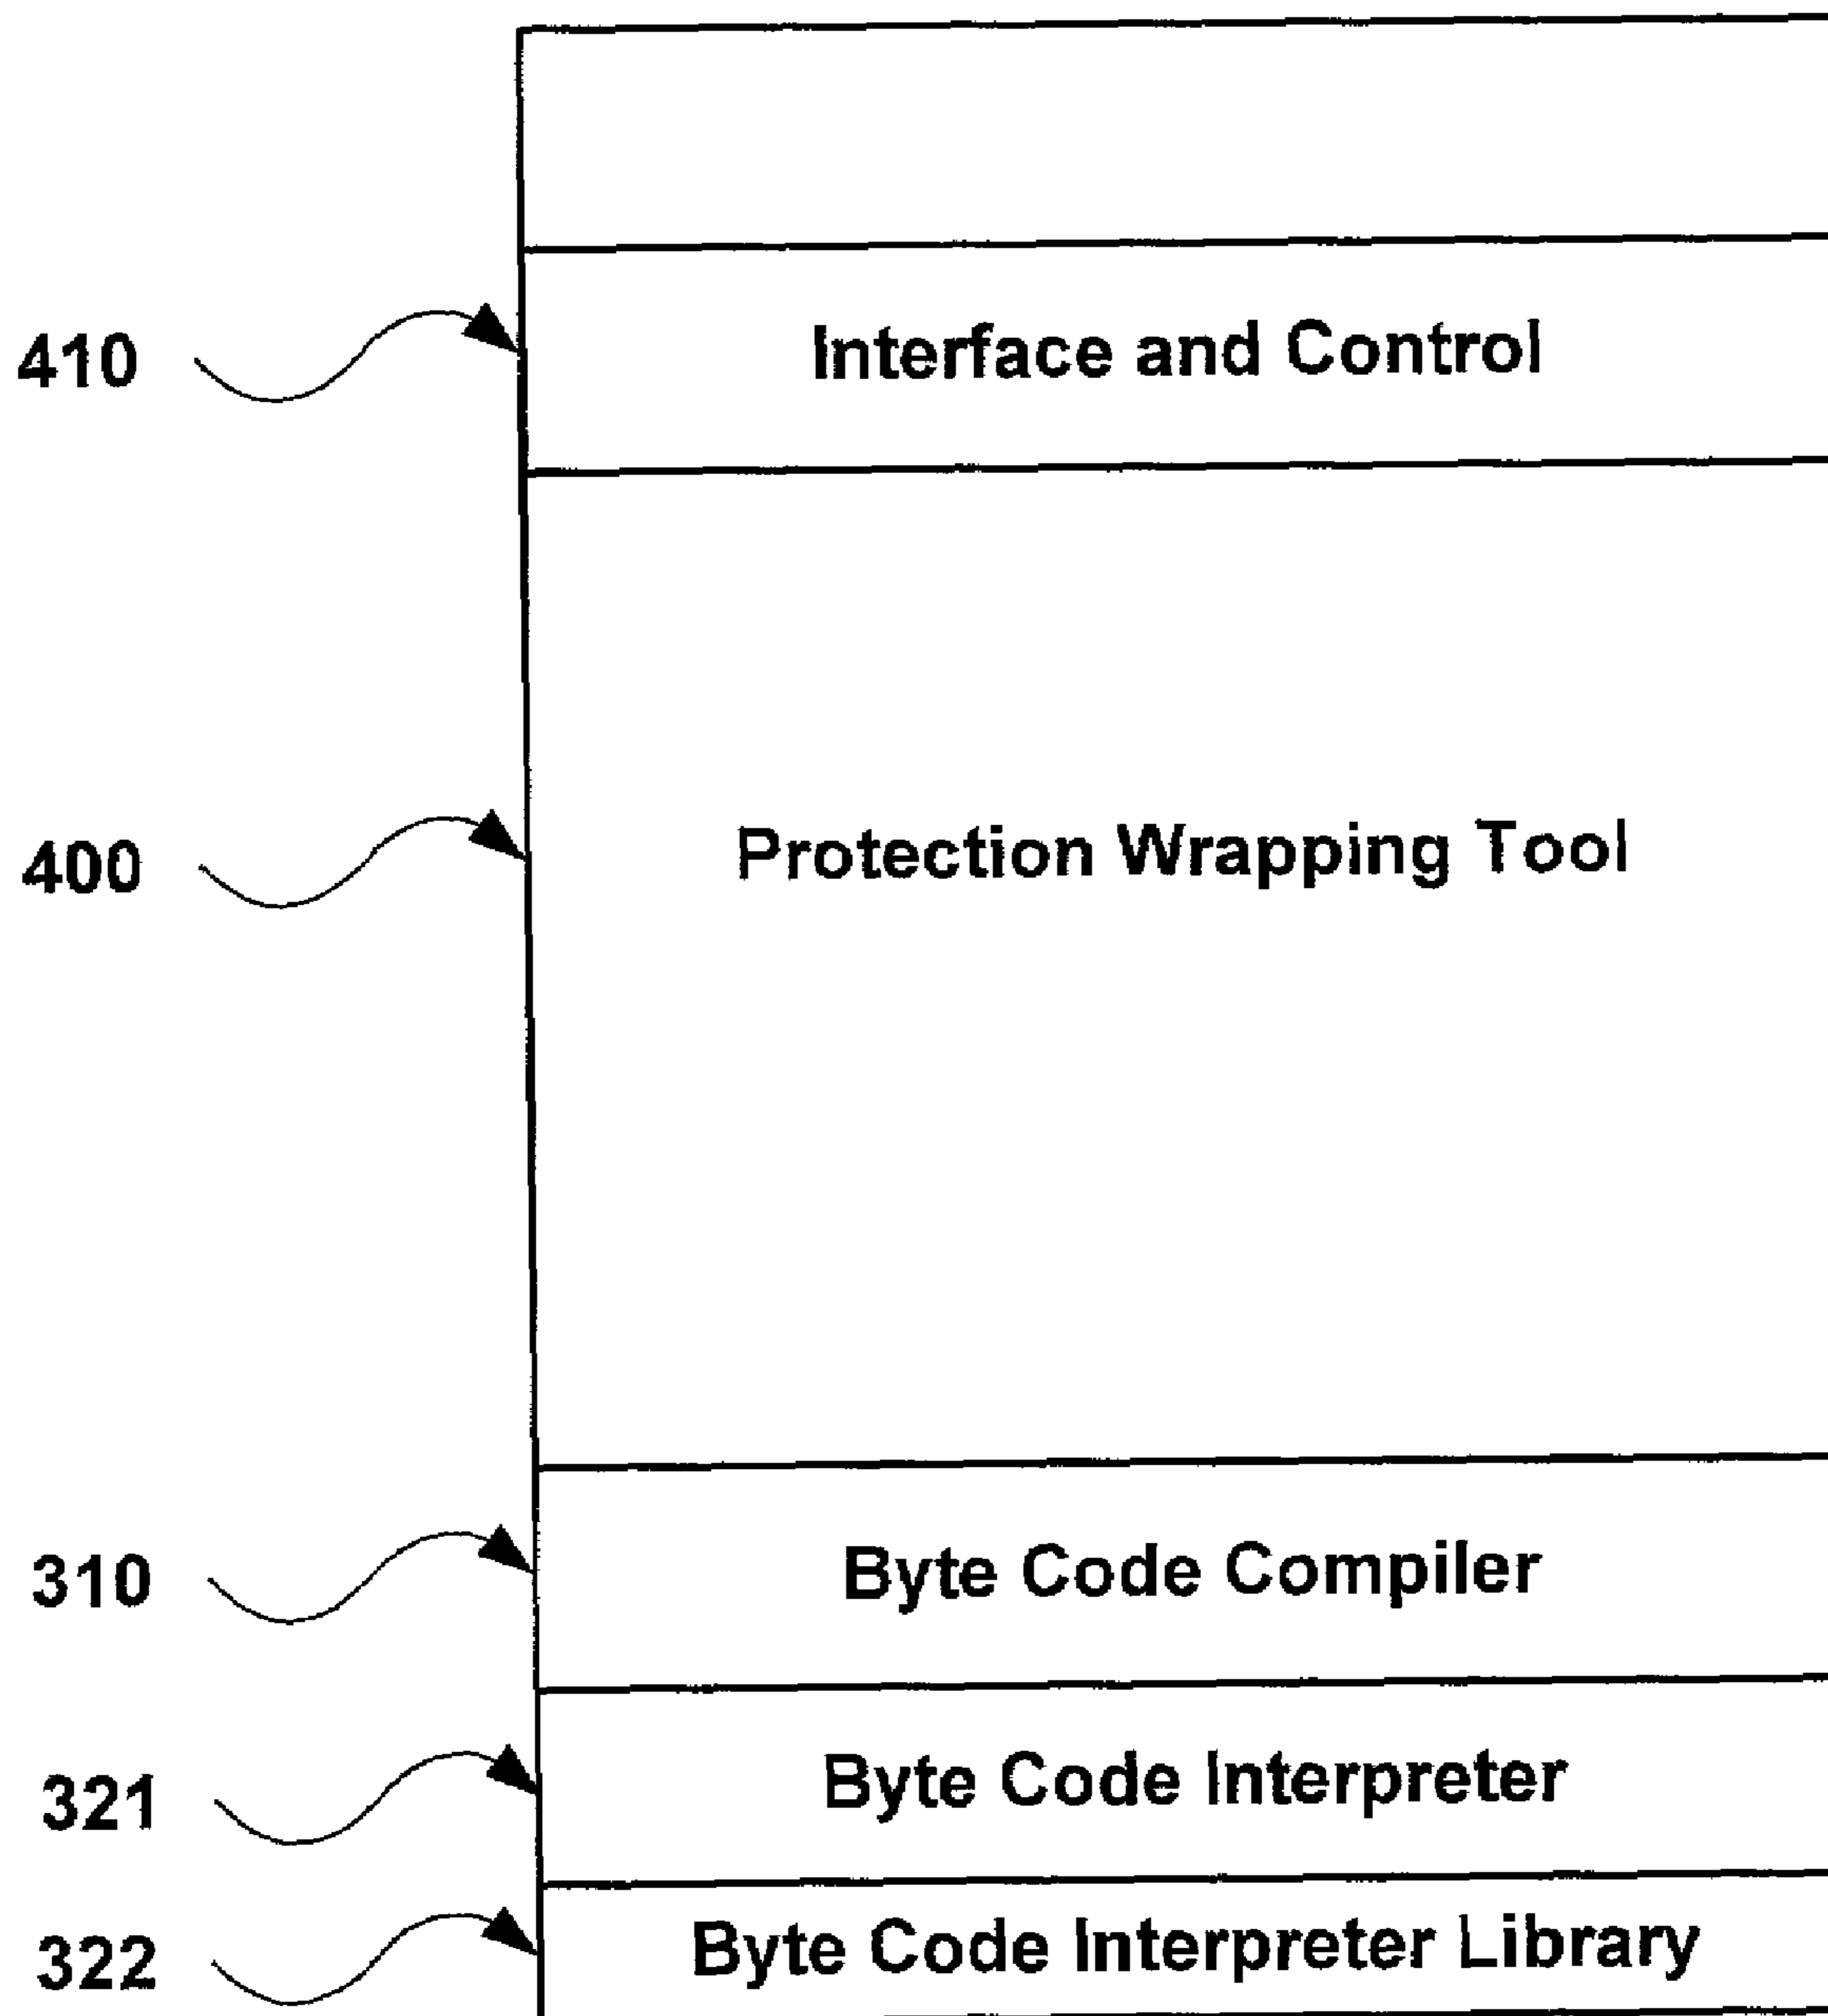 410 Interface and Control
400 Protection Wrapping Tool
310 Byte Code Compiler
321 Byte Code Interpreter
322 Byte Code Interpreter Library